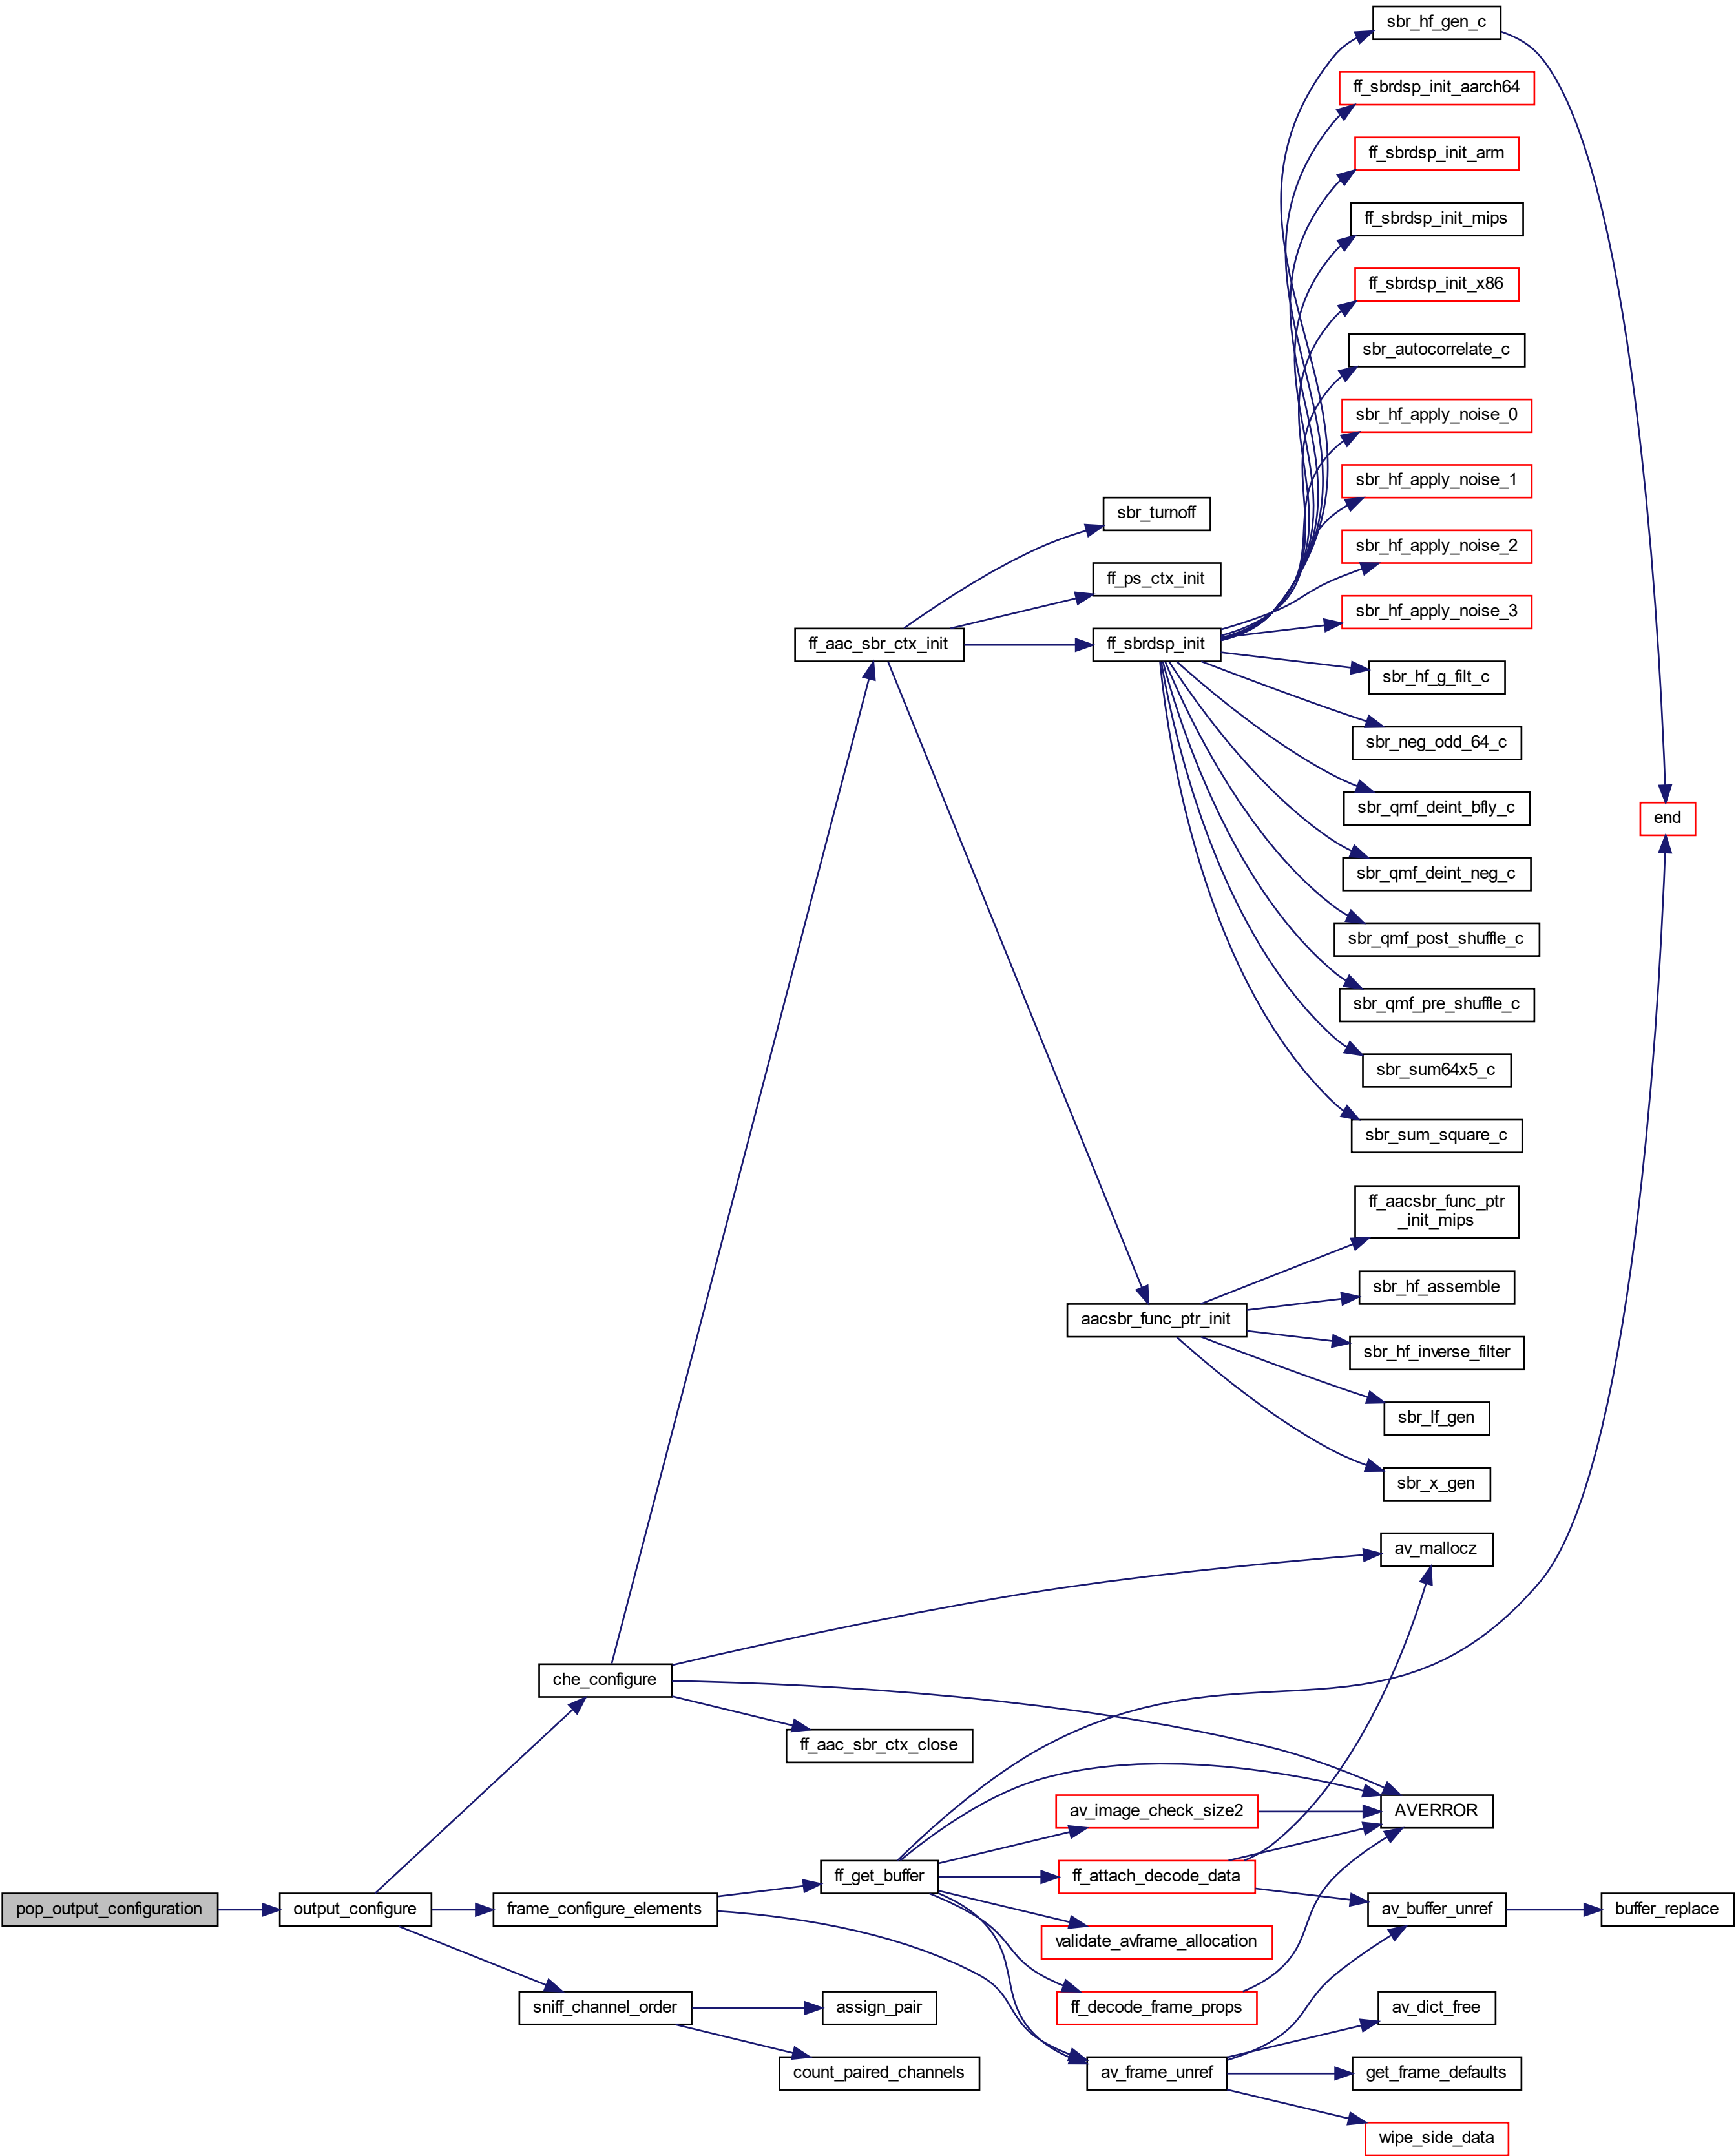 sbr_hf_gen_c
ff_sbrdsp_init_aarch64
ff_sbrdsp_init_arm
ff_sbrdsp_init_mips
ff_sbrdsp_init_x86
sbr_autocorrelate_c
sbr_hf_apply_noise_0
sbr_hf_apply_noise_1
sbr_turnoff
sbr_hf_apply_noise_2
ff_ps_ctx_init
sbr_hf_apply_noise_3
ff_aac_sbr_ctx_init
ff_sbrdsp_init
sbr_hf_g_filt_c
sbr_neg_odd_64_c
sbr_qmf_deint_bfly_c
end
sbr_qmf_deint_neg_c
sbr_qmf_post_shuffle_c
sbr_qmf_pre_shuffle_c
sbr_sum64x5_c
sbr_sum_square_c
ff_aacsbr_func_ptr
_init_mips
sbr_hf_assemble
aacsbr_func_ptr_init
sbr_hf_inverse_filter
sbr_lf_gen
sbr_x_gen
av_mallocz
che_configure
ff_aac_sbr_ctx_close
av_image_check_size2
AVERROR
ff_get_buffer
ff_attach_decode_data
pop_output_configuration
output_configure
frame_configure_elements
av_buffer_unref
buffer_replace
validate_avframe_allocation
sniff_channel_order
assign_pair
ff_decode_frame_props
av_dict_free
count_paired_channels
av_frame_unref
get_frame_defaults
wipe_side_data